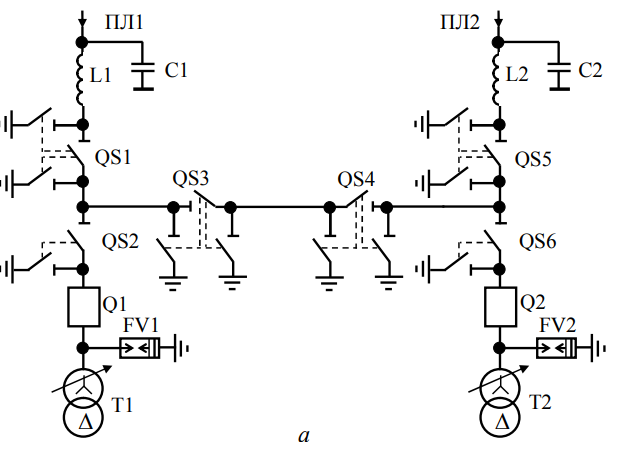 ПЛ1 ПЛ2
L1 C1 L2 C2
QS1 QS5
QS3 QS4
QS2 QS6
Q1 Q2
FV1 FV2
T1 T2
Δ Δ
а